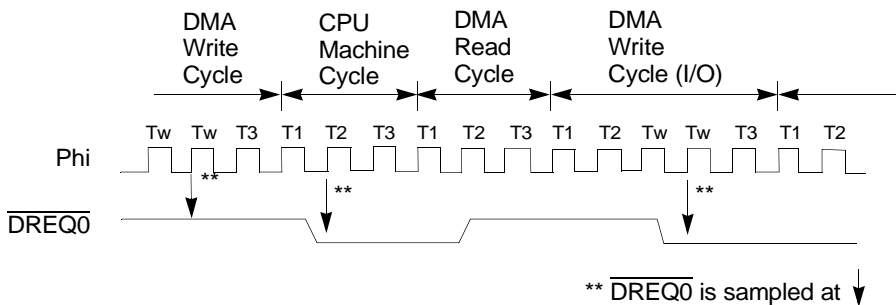 DMA Write Cycle
CPU Machine Cycle
DMA Read Cycle
DMA Write Cycle (I/O)
Tw Tw T3 T1 T2 T3 T1 T2 T3 T1 T2 Tw Tw T3 T1 T2
Phi
** ** **
DREQ0
** DREQ0 is sampled at